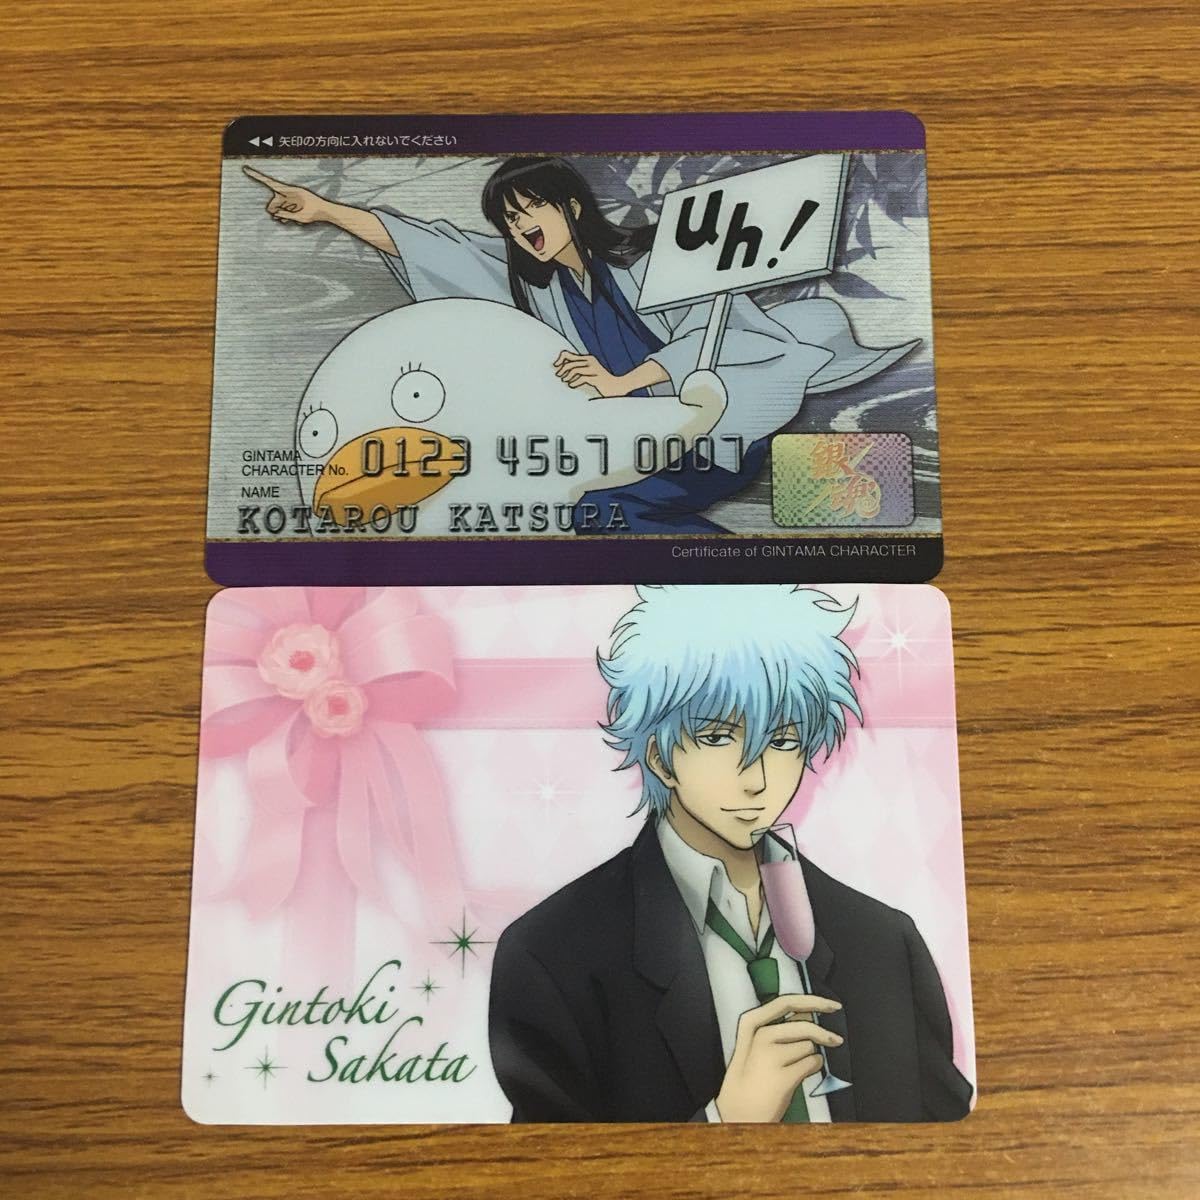 ◀◀ 矢印の方向に入れないでください
uh!
GINTAMA
CHARACTER No. 0123 4567 0007
NAME
KOTAROU KATSURA
銀魂
Certificate of GINTAMA CHARACTER
Gintoki
Sakata